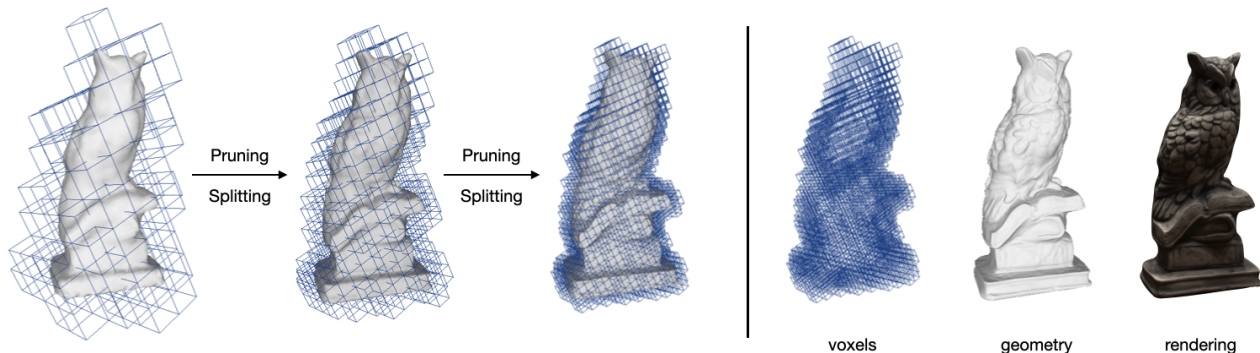 Pruning
Splitting
Pruning
Splitting
voxels
geometry
rendering